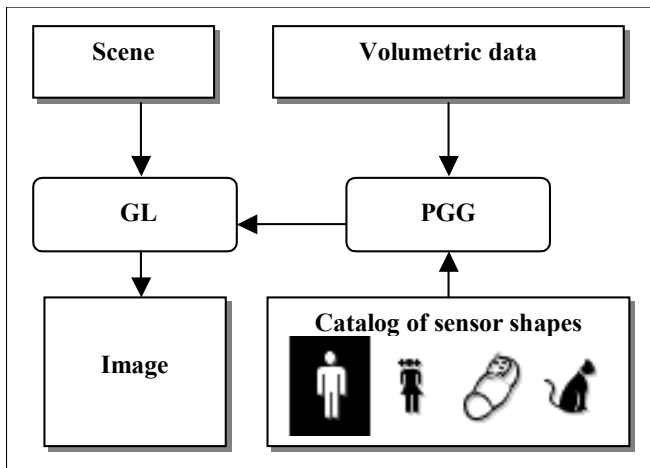 Scene
Volumetric data
GL
PGG
Image
Catalog of sensor shapes